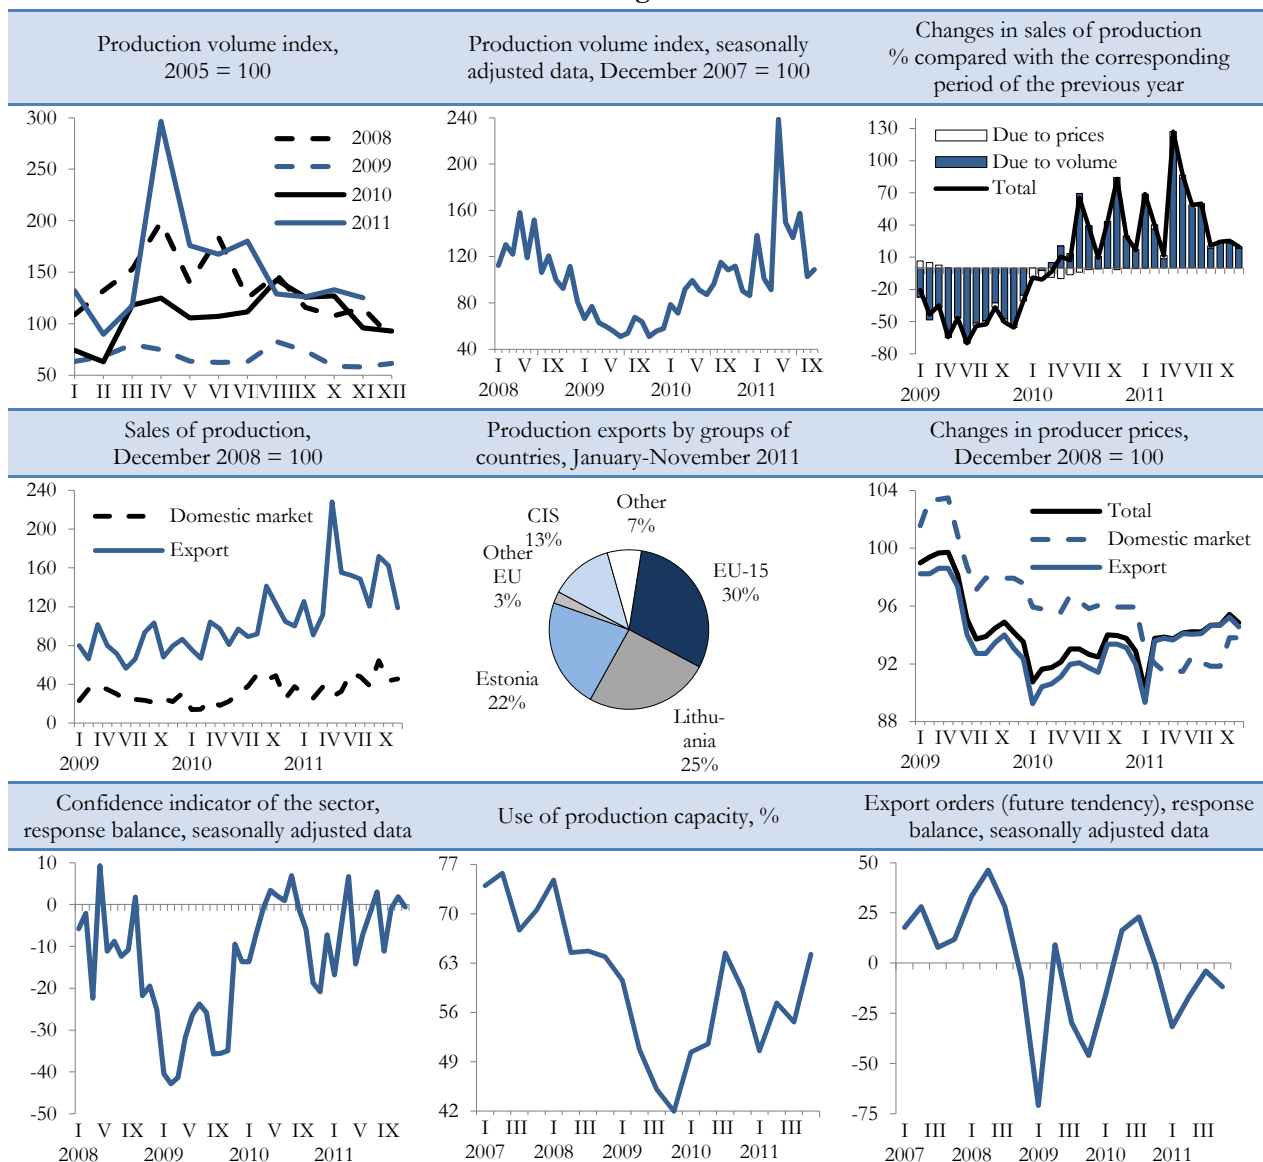 Production volume index,
2005 = 100
Production volume index, seasonally
adjusted data, December 2007 = 100
Changes in sales of production
% compared with the corresponding
period of the previous year
300
250
200
150
100
50
2008
2009
2010
2011
I II III IV V VI VII VIII IX X XI XII
240
200
160
120
80
40
I V IX I V IX I V IX I V IX
2008 2009 2010 2011
130
100
70
40
10
-20
-50
-80
Due to prices
Due to volume
Total
I IV VII X I IV VII X I IV VII X
2009 2010 2011
Sales of production,
December 2008 = 100
Production exports by groups of
countries, January-November 2011
Changes in producer prices,
December 2008 = 100
240
200
160
120
80
40
0
Domestic market
Export
I IV VII X I IV VII X I IV VII X
2009 2010 2011
Other
7%
CIS
13%
Other
EU
3%
EU-15
30%
Estonia
22%
Lithu-
ania
25%
104
100
96
92
88
Total
Domestic market
Export
I IV VII X I IV VII X I IV VII X
2009 2010 2011
Confidence indicator of the sector,
response balance, seasonally adjusted data
Use of production capacity, %
Export orders (future tendency), response
balance, seasonally adjusted data
10
0
-10
-20
-30
-40
-50
I V IX I V IX I V IX I V IX
2008 2009 2010 2011
77
70
63
56
49
42
I III I III I III I III I III
2007 2008 2009 2010 2011
50
25
0
-25
-50
-75
I III I III I III I III I III
2007 2008 2009 2010 2011